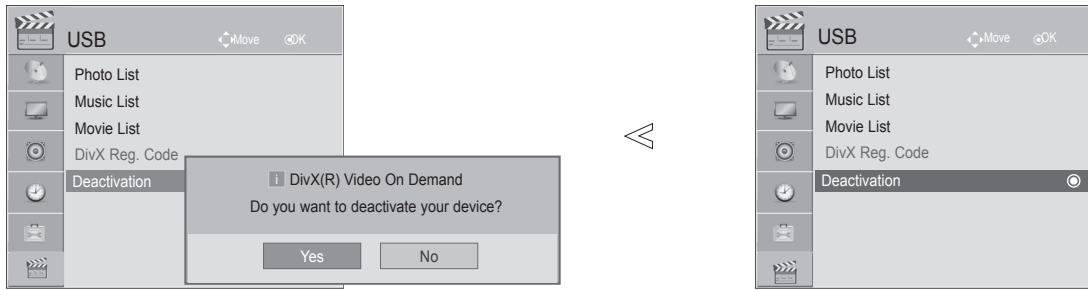 USB Move OK
Photo List
Music List
Movie List
DivX Reg. Code
Deactivation
i DivX(R) Video On Demand
Do you want to deactivate your device?
Yes No
USB Move OK
Photo List
Music List
Movie List
DivX Reg. Code
Deactivation